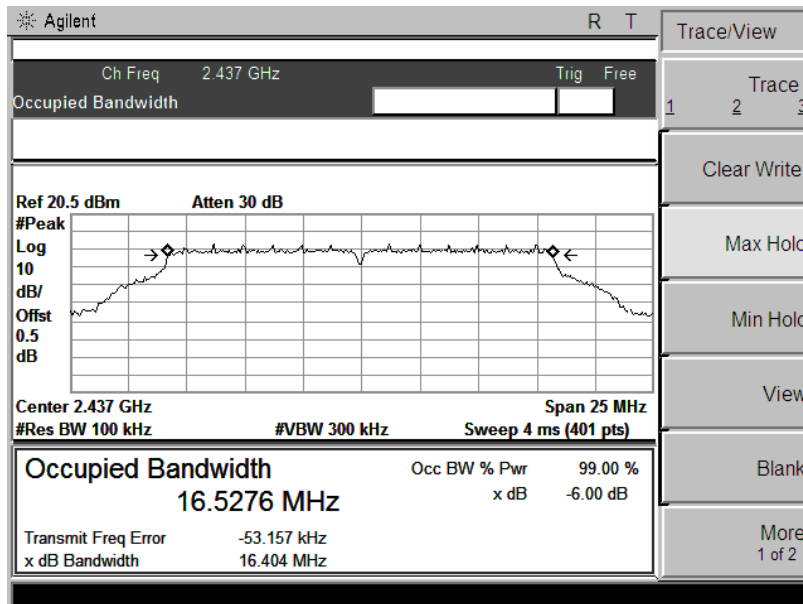 Agilent R T
Trace/View
Ch Freq 2.437 GHz Trig Free
Occupied Bandwidth
Trace
1 2 3
Clear Write
Max Hold
Min Hold
View
Blank
More
1 of 2
Ref 20.5 dBm Atten 30 dB
#Peak
Log
10
dB/
Offst
0.5
dB
Center 2.437 GHz Span 25 MHz
#Res BW 100 kHz #VBW 300 kHz Sweep 4 ms (401 pts)
Occupied Bandwidth
16.5276 MHz
Occ BW % Pwr 99.00 %
x dB -6.00 dB
Transmit Freq Error -53.157 kHz
x dB Bandwidth 16.404 MHz